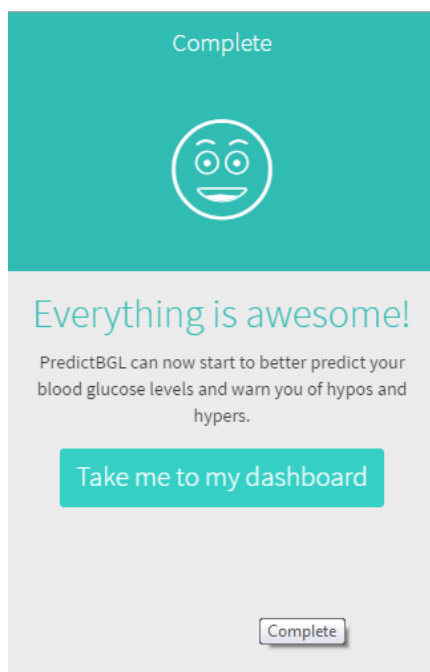 Complete
Everything is awesome!
PredictBGL can now start to better predict your
blood glucose levels and warn you of hypos and
hypers.
Take me to my dashboard
Complete